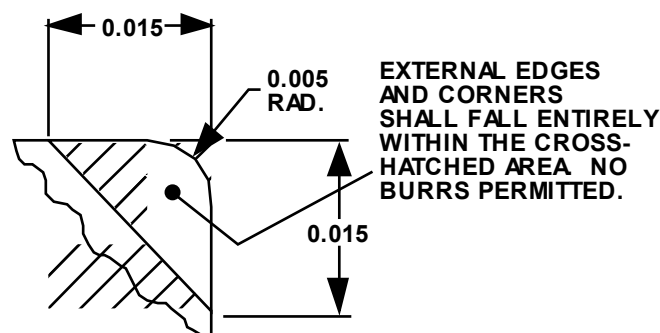 0.015
0.005
RAD.
EXTERNAL EDGES
AND CORNERS
SHALL FALL ENTIRELY
WITHIN THE CROSS-
HATCHED AREA. NO
BURRS PERMITTED.
0.015